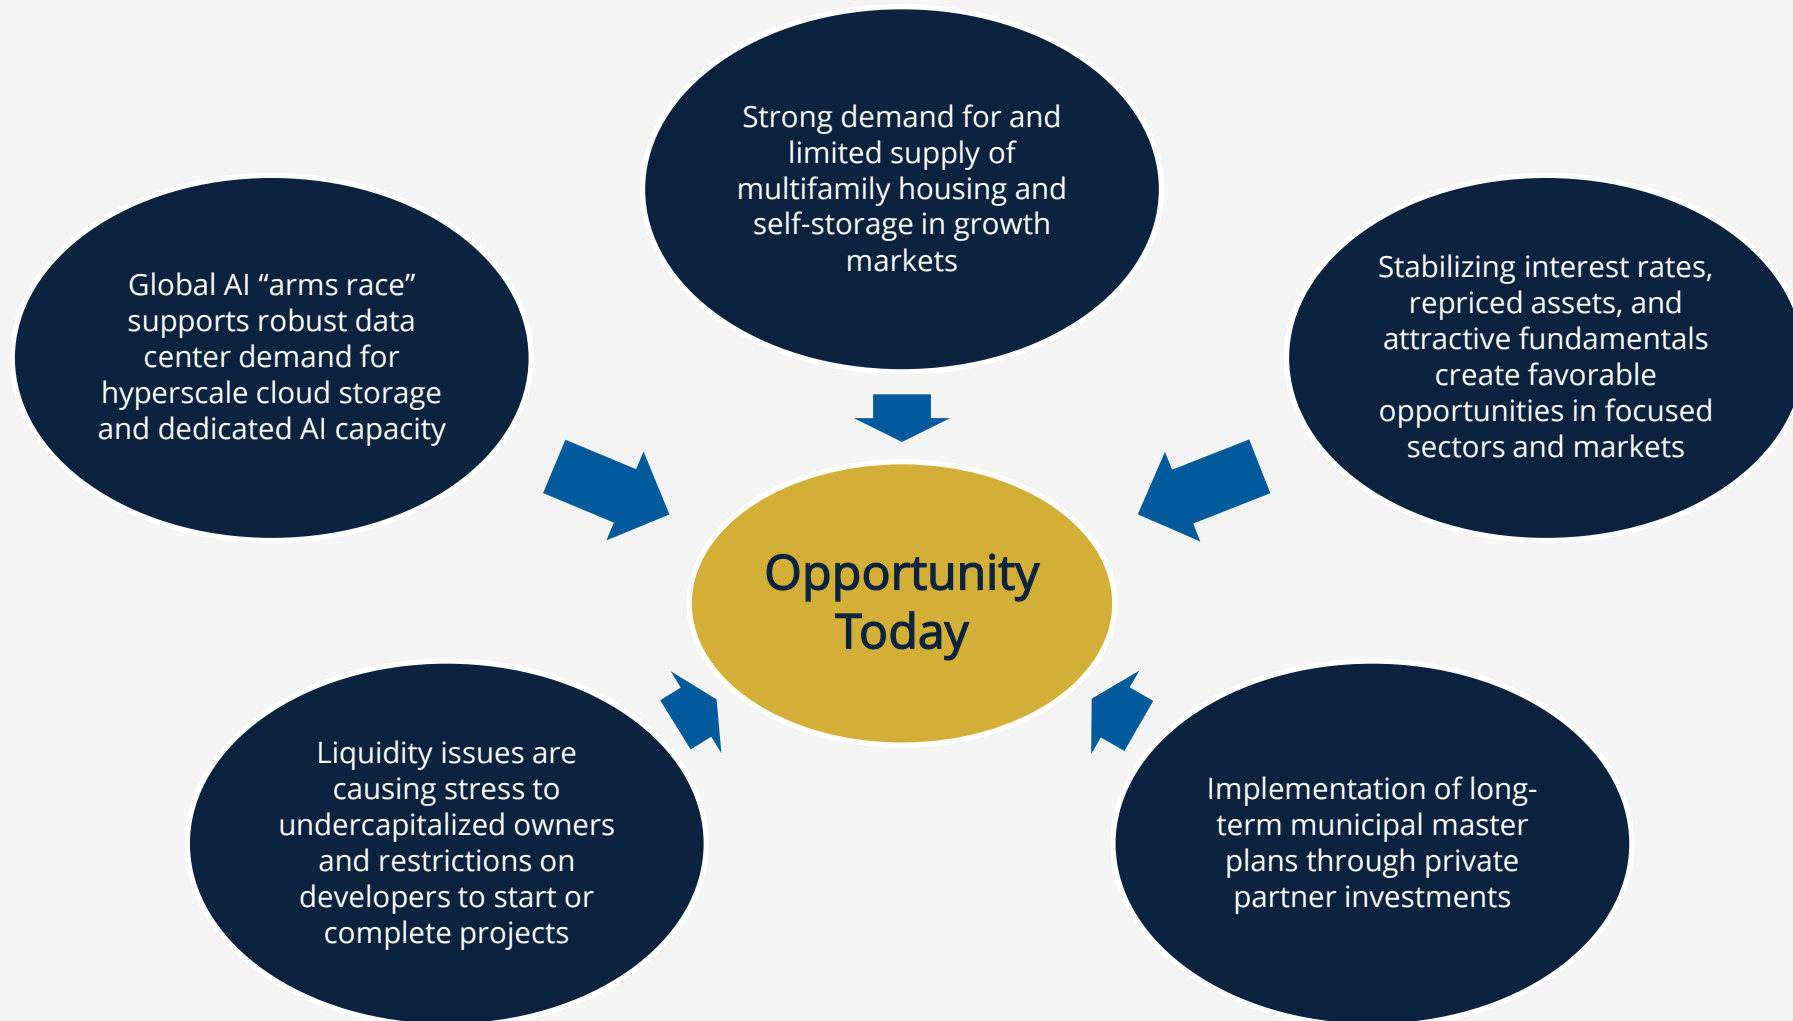 Strong demand for and
limited supply of
multifamily housing and
self-storage in growth
markets
Global AI “arms race”
supports robust data
center demand for
hyperscale cloud storage
and dedicated AI capacity
Stabilizing interest rates,
repriced assets, and
attractive fundamentals
create favorable
opportunities in focused
sectors and markets
Opportunity
Today
Liquidity issues are
causing stress to
undercapitalized owners
and restrictions on
developers to start or
complete projects
Implementation of long-
term municipal master
plans through private
partner investments